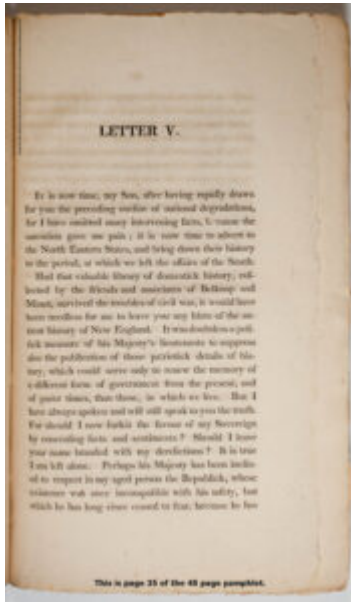 LETTER V.
It is now time, my Son, after having rapidly drawn
for you the preceding outline of national degradations,
for I have omitted many intervening facts, because the
narration gave me pain; it is now time to advert to
the North Eastern States, and bring down their history
to the period, at which we left the affairs of the South.
Had that valuable library of domestick history, col-
lected by the friends and associates of Belknap and
Minot, survived the troubles of civil war, it would have
been needless for me to leave you any hints of the an-
cient history of New England. It was doubtless a poli-
tick measure of his Majesty's lieutenants to suppress
also the publication of those patriotick details of his-
tory, which could serve only to renew the memory of
a different form of government from the present, and
of purer times, than those, in which we live. But I
have always spoken and will still speak to you the truth.
For should I now forfeit the favour of my Sovereign
by concealing facts and sentiments? Should I leave
your name branded with my derelictions? It is true
I am left alone. Perhaps his Majesty has been inclin-
ed to respect in my aged person the Republick, whose
existence was once incompatible with his safety, but
which he has long since ceased to fear; because he has
This is page 35 of the 45 page pamphlet.